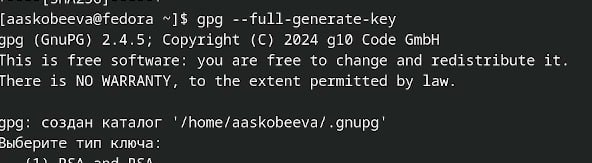 [aaskobeeva@fedora ~]$ gpg --full-generate-key
gpg (GnuPG) 2.4.5; Copyright (C) 2024 g10 Code GmbH
This is free software: you are free to change and redistribute it.
There is NO WARRANTY, to the extent permitted by law.
gpg: создан каталог '/home/aaskobeeva/.gnupg'
Выберите тип ключа:
(1) RSA and RSA